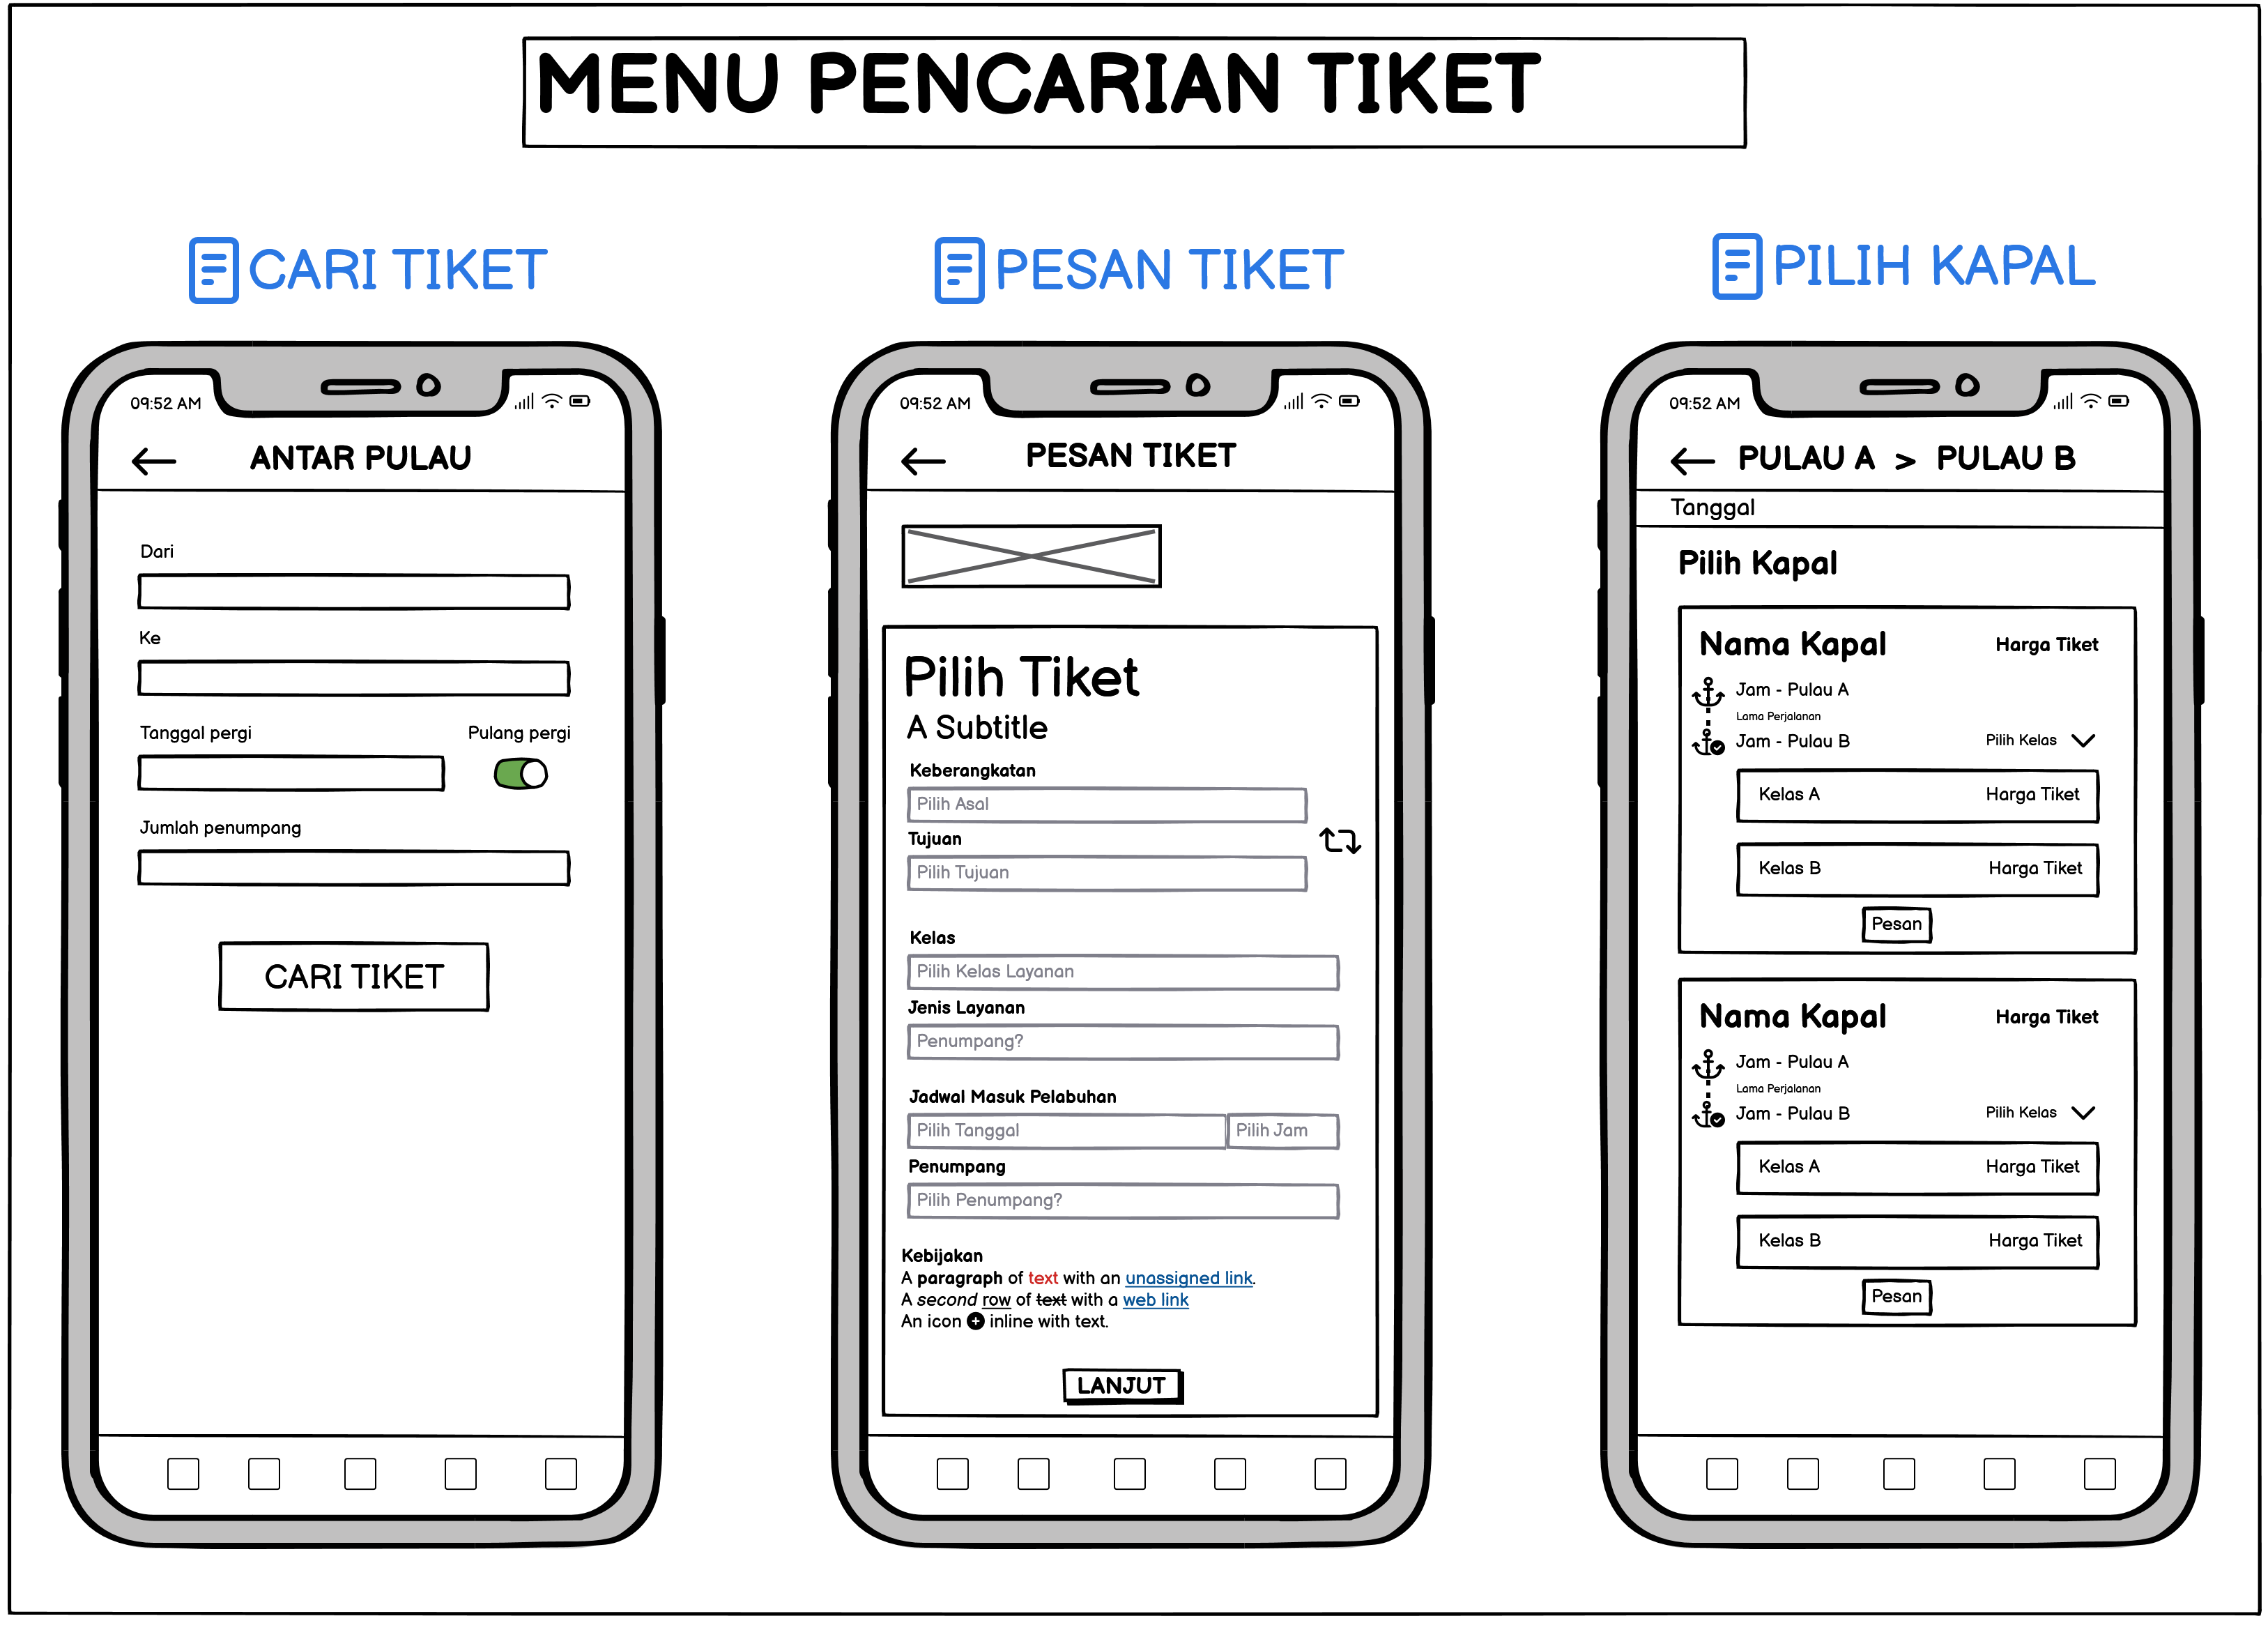 MENU PENCARIAN TIKET
CARI TIKET
09:52 AM
ANTAR PULAU
Dari
Ke
Tanggal pergi Pulang pergi
Jumlah penumpang
CARI TIKET
PESAN TIKET
09:52 AM
PESAN TIKET
Pilih Tiket
A Subtitle
Keberangkatan
Pilih Asal
Tujuan
Pilih Tujuan
Kelas
Pilih Kelas Layanan
Jenis Layanan
Penumpang?
Jadwal Masuk Pelabuhan
Pilih Tanggal Pilih Jam
Penumpang
Pilih Penumpang?
Kebijakan
A paragraph of text with an unassigned link.
A second row of text with a web link
An icon inline with text.
LANJUT
PILIH KAPAL
09:52 AM
PULAU A > PULAU B
Tanggal
Pilih Kapal
Nama Kapal Harga Tiket
Jam - Pulau A
Lama Perjalanan
Jam - Pulau B Pilih Kelas
Kelas A Harga Tiket
Kelas B Harga Tiket
Pesan
Nama Kapal Harga Tiket
Jam - Pulau A
Lama Perjalanan
Jam - Pulau B Pilih Kelas
Kelas A Harga Tiket
Kelas B Harga Tiket
Pesan